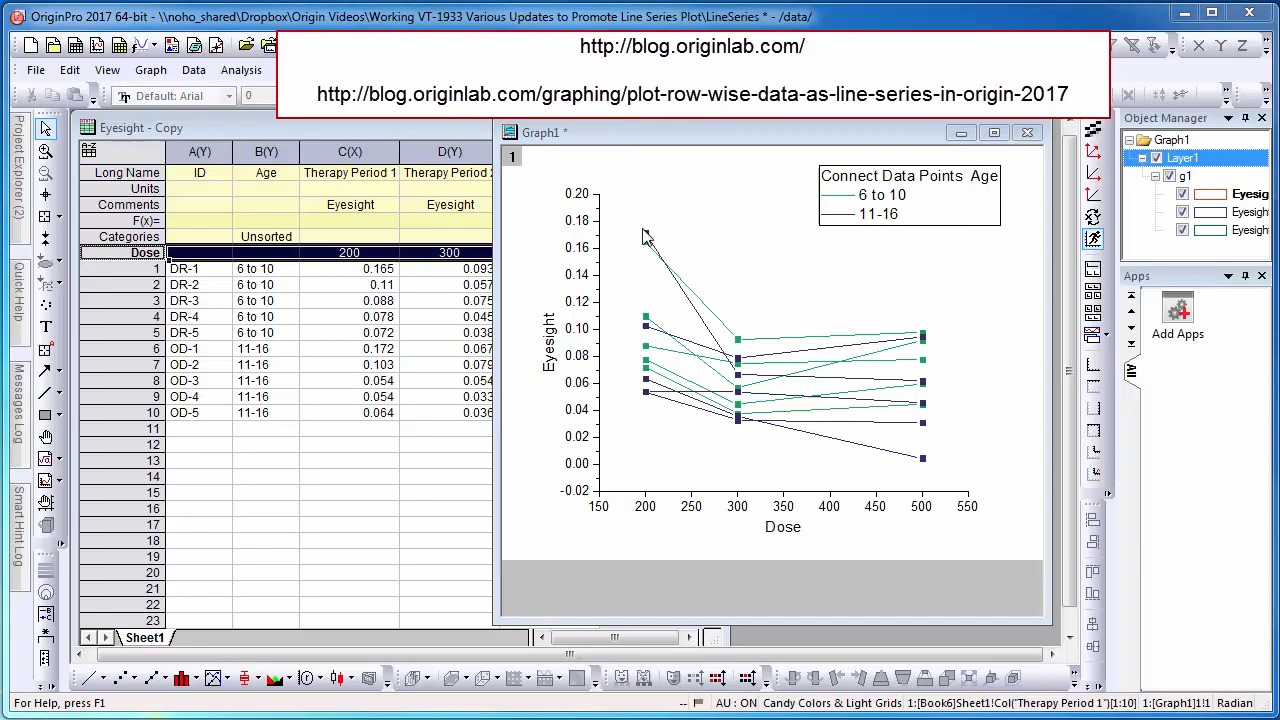 OriginPro 2017 64-bit - \\noho_shared\Dropbox\Origin Videos\Working VT-1933 Various Updates to Promote Line Series Plot\LineSeries * - /data/
http://blog.originlab.com/
http://blog.originlab.com/graphing/plot-row-wise-data-as-line-series-in-origin-2017
File Edit View Graph Data Analysis
Default: Arial 0
Project Explorer (2)
Quick Help
Messages Log
Smart Hint Log
Eyesight - Copy
A(Y) B(Y) C(X) D(Y)
Long Name ID Age Therapy Period 1 Therapy Period
Units
Comments Eyesight Eyesight
F(x)=
Categories Unsorted
Dose 200 300
1 DR-1 6 to 10 0.165 0.093
2 DR-2 6 to 10 0.11 0.057
3 DR-3 6 to 10 0.088 0.075
4 DR-4 6 to 10 0.078 0.045
5 DR-5 6 to 10 0.072 0.038
6 OD-1 11-16 0.172 0.067
7 OD-2 11-16 0.103 0.079
8 OD-3 11-16 0.054 0.054
9 OD-4 11-16 0.054 0.033
10 OD-5 11-16 0.064 0.036
11
12
13
14
15
16
17
18
19
20
21
22
23
Sheet1
Graph1 *
1
Connect Data Points Age
6 to 10
11-16
0.20
0.18
0.16
0.14
0.12
0.10
0.08
0.06
0.04
0.02
0.00
-0.02
Eyesight
150 200 250 300 350 400 450 500 550
Dose
Object Manager
Graph1
Layer1
g1
Eyesig
Eyesigh
Eyesigh
Apps
Add Apps
All
For Help, press F1
-- AU : ON Candy Colors & Light Grids 1:[Book6]Sheet1!Col("Therapy Period 1")[1:10] 1:[Graph1]1!1 Radian